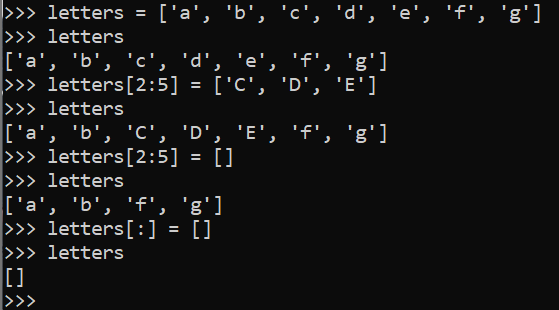 >>> letters = ['a', 'b', 'c', 'd', 'e', 'f', 'g']
>>> letters
['a', 'b', 'c', 'd', 'e', 'f', 'g']
>>> letters[2:5] = ['C', 'D', 'E']
>>> letters
['a', 'b', 'C', 'D', 'E', 'f', 'g']
>>> letters[2:5] = []
>>> letters
['a', 'b', 'f', 'g']
>>> letters[:] = []
>>> letters
[]
>>>